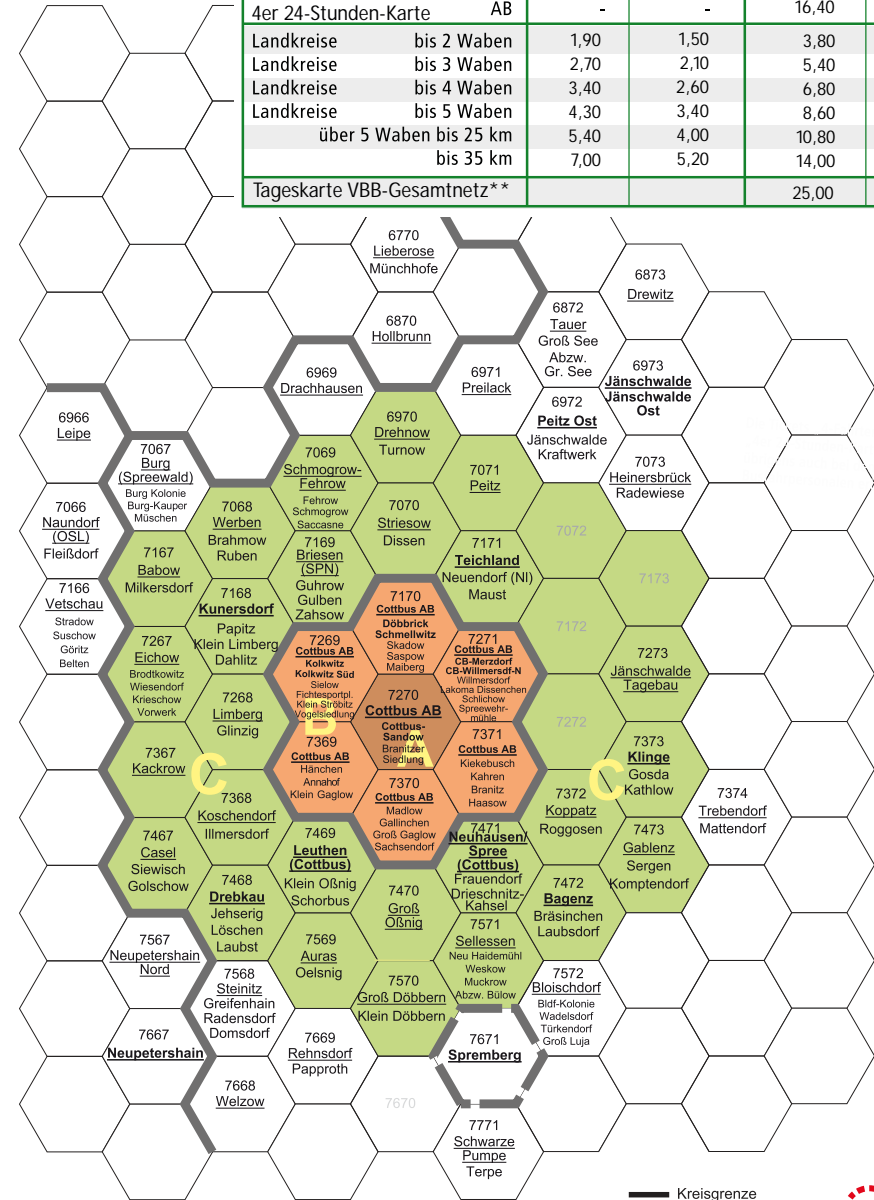 4er 24-Stunden-Karte AB - - 16,40
Landkreise bis 2 Waben 1,90 1,50 3,80
Landkreise bis 3 Waben 2,70 2,10 5,40
Landkreise bis 4 Waben 3,40 2,60 6,80
Landkreise bis 5 Waben 4,30 3,40 8,60
über 5 Waben bis 25 km 5,40 4,00 10,80
bis 35 km 7,00 5,20 14,00
Tageskarte VBB-Gesamtnetz** 25,00
6770
Lieberose
Münchhofe
6873
Drewitz
6870
Hollbrunn
6872
Tauer
Groß See
Abzw.
Gr. See
6969
Drachhausen
6971
Preilack
6973
Jänschwalde
Jänschwalde
Ost
6966
Leipe
6970
Drehnow
Turnow
6972
Peitz Ost
Jänschwalde
Kraftwerk
7067
Burg
(Spreewald)
Burg Kolonie
Burg-Kauper
Müschen
7069
Schmogrow-
Fehrow
Fehrow
Schmogrow
Saccasne
7071
Peitz
7073
Heinersbrück
Radewiese
7066
Naundorf
(OSL)
Fleißdorf
7068
Werben
Brahmow
Ruben
7070
Striesow
Dissen
7072
7167
Babow
Milkersdorf
7169
Briesen
(SPN)
Guhrow
Gulben
Zahsow
7171
Teichland
Neuendorf (NI)
Maust
7173
7166
Vetschau
Stradow
Suschow
Göritz
Belten
7168
Kunersdorf
Papitz
Klein Limberg
Dahlitz
7170
Cottbus AB
Döbbrick
Schmellwitz
Skadow
Saspow
Maiberg
7172
7267
Eichow
Brodtkowitz
Wiesendorf
Krieschow
Vorwerk
7269
Cottbus AB
Kolkwitz
Kolkwitz Süd
Sielow
Fichtesportpl.
Klein Ströbitz
Vogelsiedlung
B
7271
Cottbus AB
CB-Merzdorf
CB-Willmersdf-N
Willmersdorf
Lakoma Dissenchen
Schlichow
Spreewehr-
mühle
7273
Jänschwalde
Tagebau
7268
Limberg
Glinzig
7270
Cottbus AB
Cottbus-
Sandow
Branitzer
Siedlung
A
7272
7367
Kackrow
C
7369
Cottbus AB
Hänchen
Annahof
Klein Gaglow
7371
Cottbus AB
Kiekebusch
Kahren
Branitz
Haasow
C
7373
Klinge
Gosda
Kathlow
7368
Koschendorf
Illmersdorf
7370
Cottbus AB
Madlow
Gallinchen
Groß Gaglow
Sachsendorf
7372
Koppatz
Roggosen
7374
Trebendorf
Mattendorf
7467
Casel
Siewisch
Golschow
7469
Leuthen
(Cottbus)
Klein Oßnig
Schorbus
7471
Neuhausen/
Spree
(Cottbus)
Frauendorf
Drieschnitz-
Kahsel
7473
Gablenz
Sergen
Komptendorf
7468
Drebkau
Jehserig
Löschen
Laubst
7470
Groß
Oßnig
7472
Bagenz
Bräsinchen
Laubsdorf
7567
Neupetershain
Nord
7569
Auras
Oelsnig
7571
Sellessen
Neu Haidemühl
Weskow
Muckrow
Abzw. Bülow
7568
Steinitz
Greifenhain
Radensdorf
Domsdorf
7570
Groß Döbbern
Klein Döbbern
7572
Bloischdorf
Bldf-Kolonie
Wadelsdorf
Türkendorf
Groß Luja
7667
Neupetershain
7669
Rehnsdorf
Papproth
7671
Spremberg
7668
Welzow
7670
7771
Schwarze
Pumpe
Terpe
Kreisgrenze